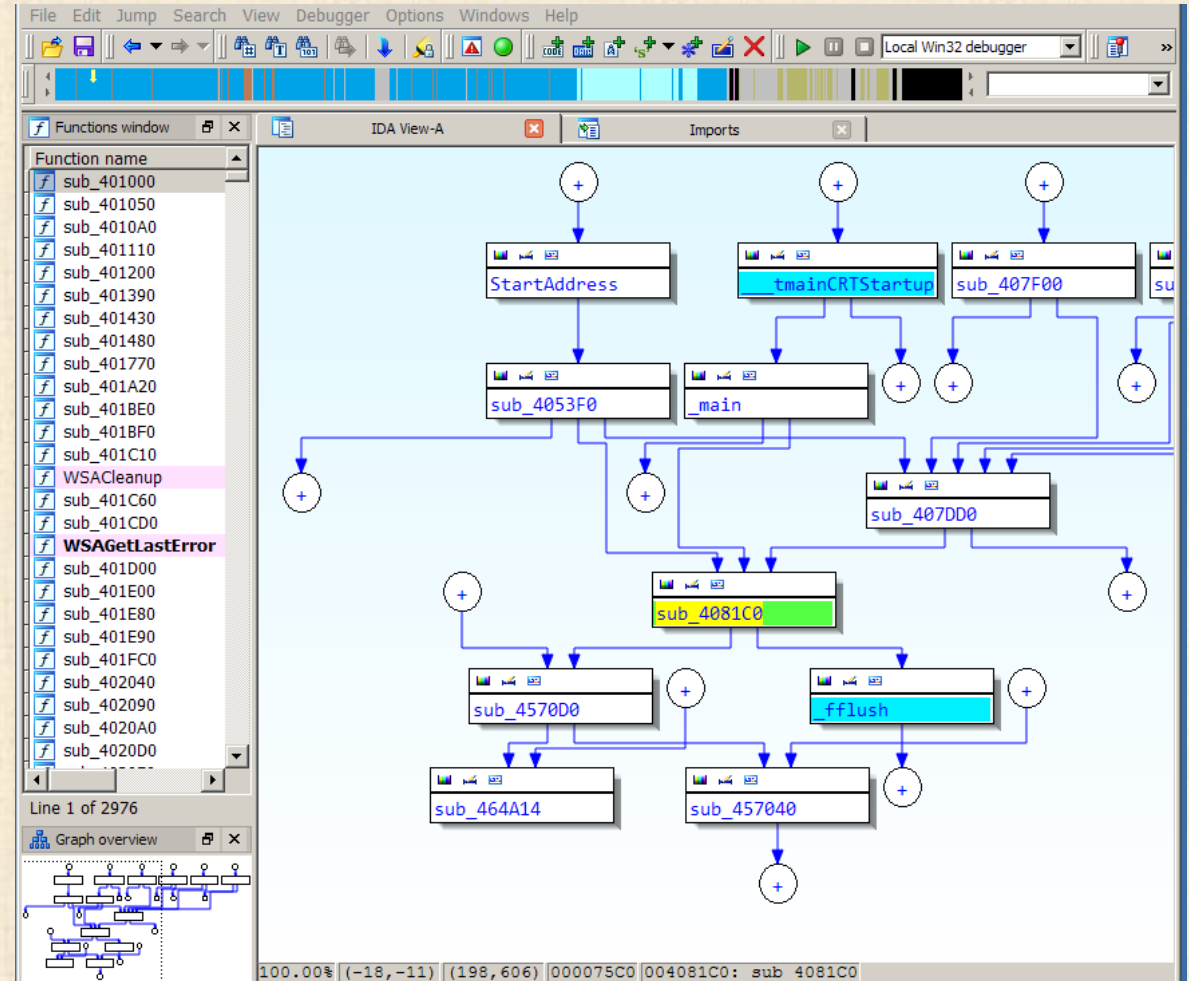 File Edit Jump Search View Debugger Options Windows Help
Local Win32 debugger
»
Functions window
IDA View-A
Imports
Function name
sub_401000
sub_401050
sub_4010A0
sub_401110
sub_401200
sub_401390
sub_401430
sub_401480
sub_401770
sub_401A20
sub_401BE0
sub_401BF0
sub_401C10
WSACleanup
sub_401C60
sub_401CD0
WSAGetLastError
sub_401D00
sub_401E00
sub_401E80
sub_401E90
sub_401FC0
sub_402040
sub_402090
sub_4020A0
sub_4020D0
Line 1 of 2976
Graph overview
StartAddress
___tmainCRTStartup
sub_407F00
su
sub_4053F0
_main
sub_407DD0
sub_4081C0
sub_4570D0
_fflush
sub_464A14
sub_457040
100.00% (-18,-11) (198,606) 000075C0 004081C0: sub_4081C0